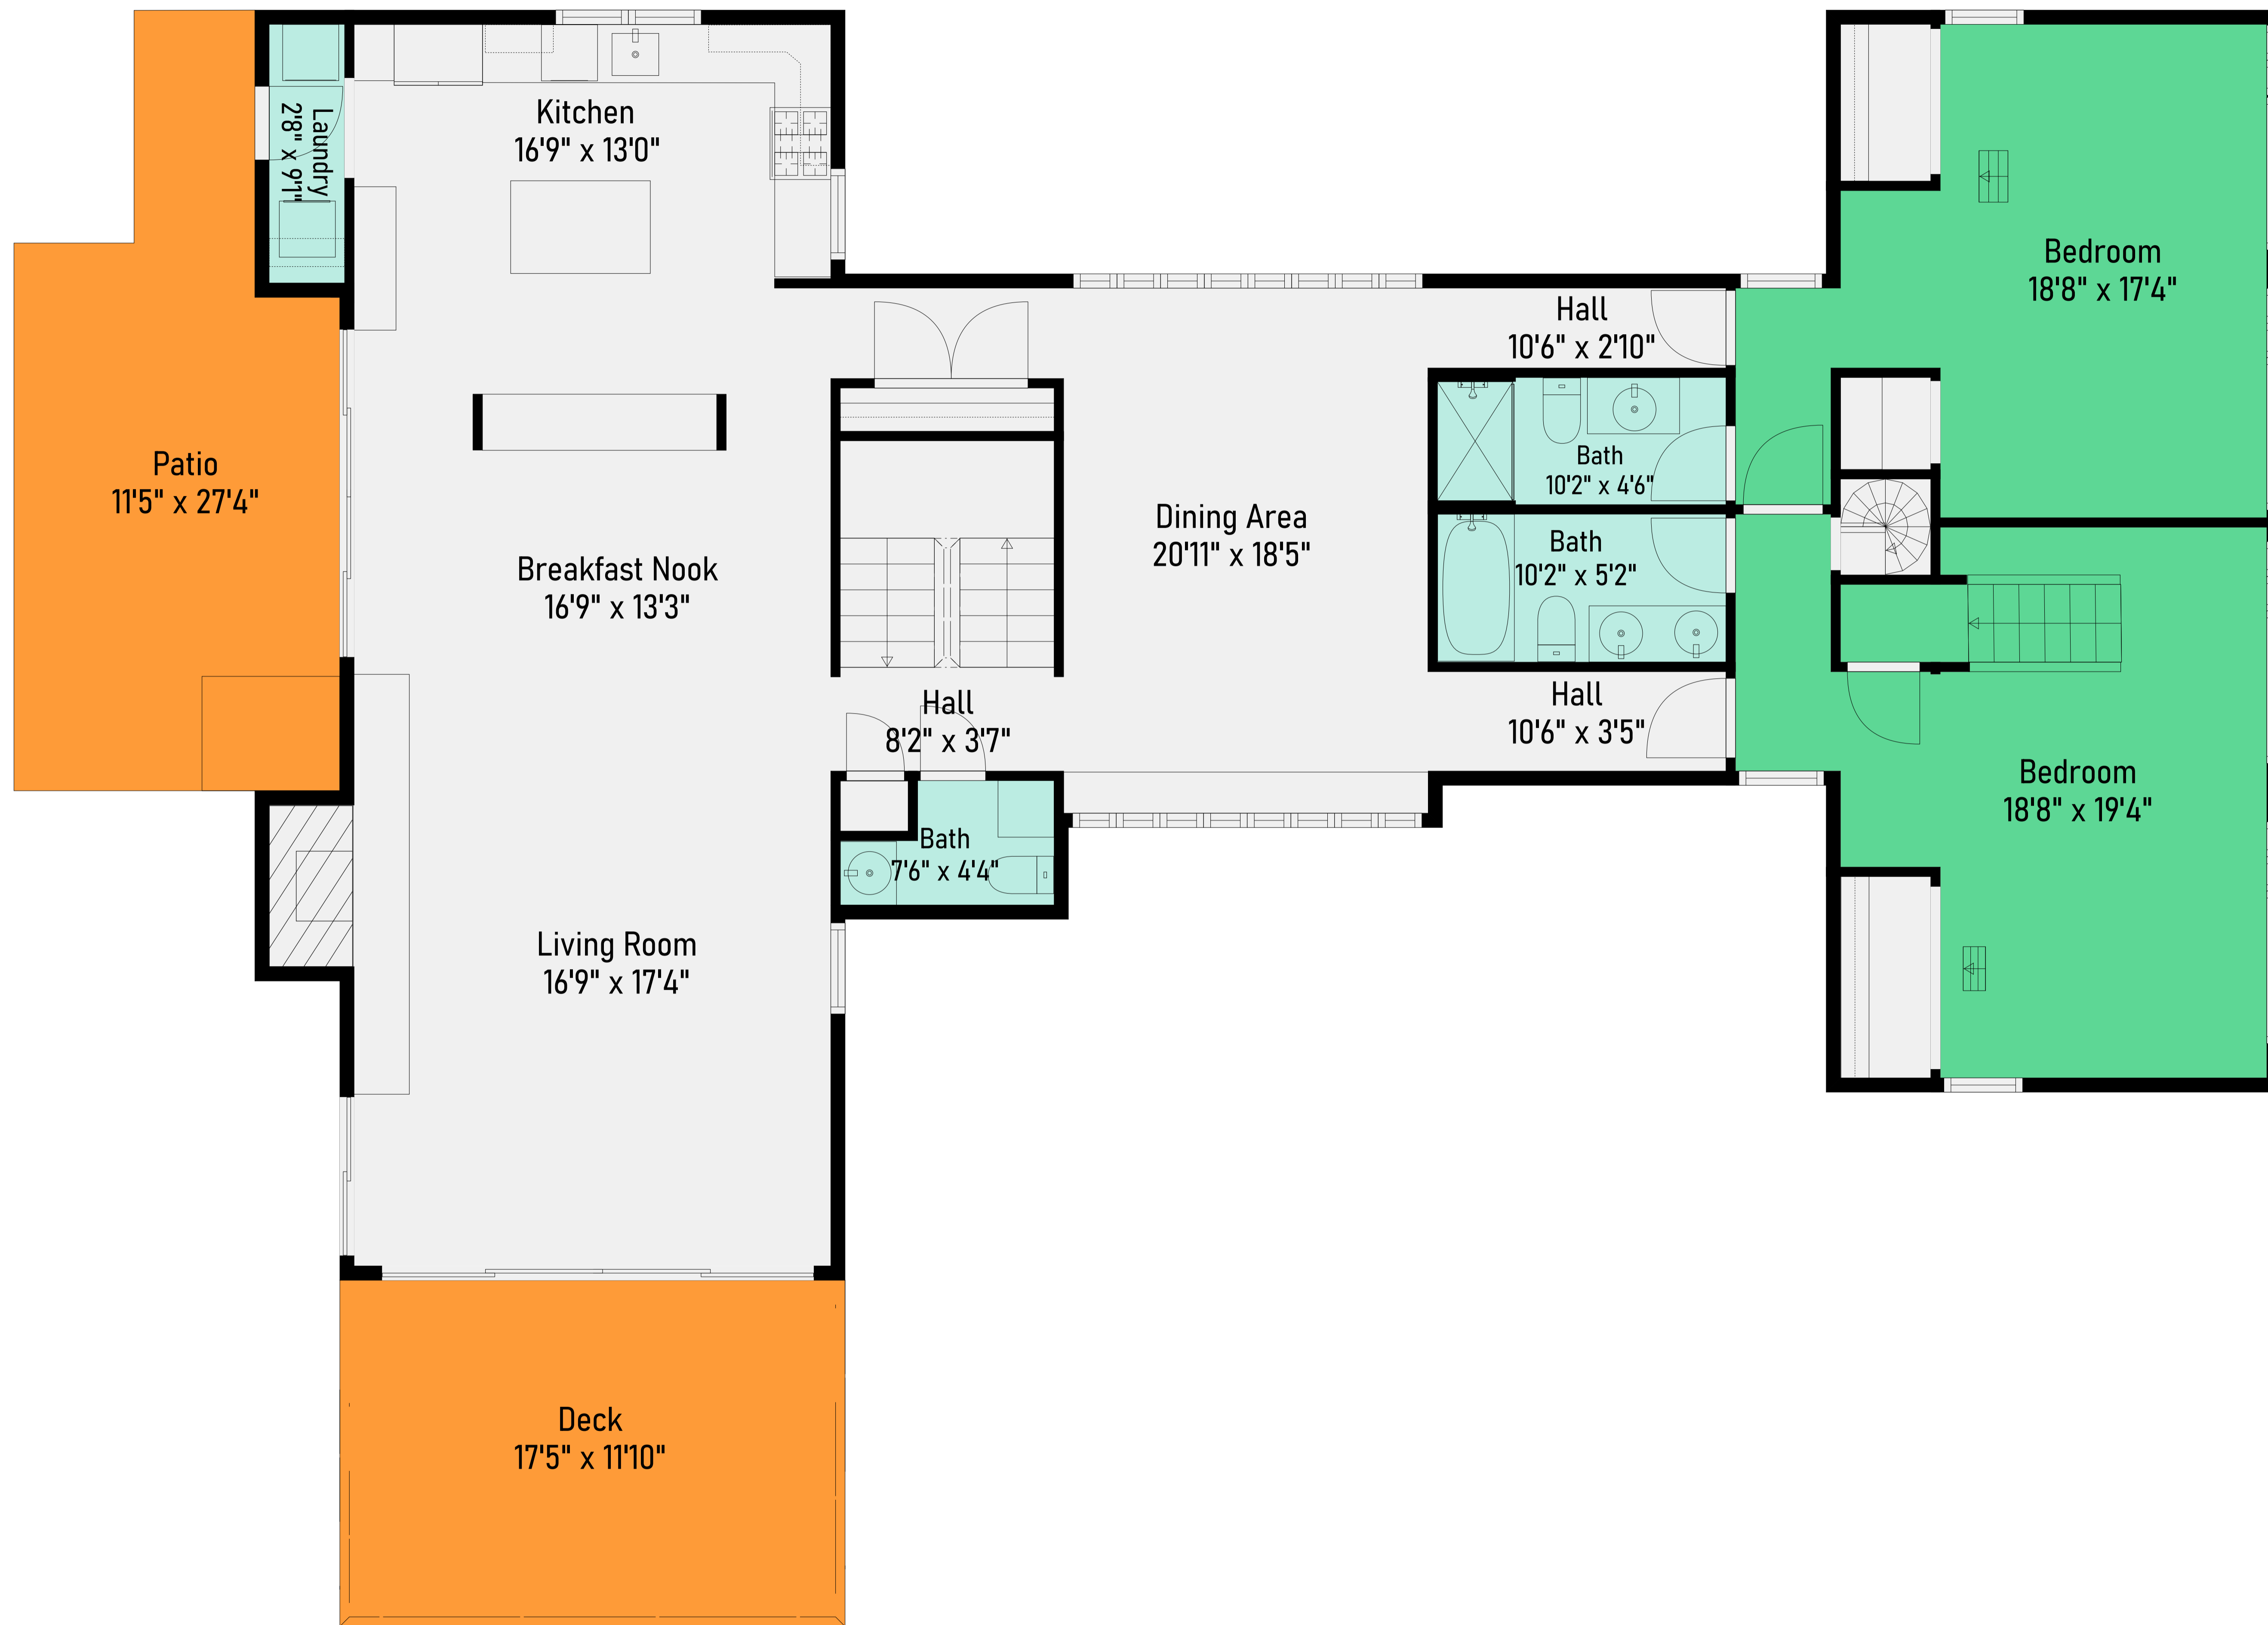 Laundry
2'8" x 9'1"
Kitchen
16'9" x 13'0"
Bedroom
18'8" x 17'4"
Hall
10'6" x 2'10"
Patio
11'5" x 27'4"
Bath
10'2" x 4'6"
Dining Area
20'11" x 18'5"
Bath
10'2" x 5'2"
Breakfast Nook
16'9" x 13'3"
Hall
8'2" x 3'7"
Hall
10'6" x 3'5"
Bedroom
18'8" x 19'4"
Bath
7'6" x 4'4"
Living Room
16'9" x 17'4"
Deck
17'5" x 11'10"